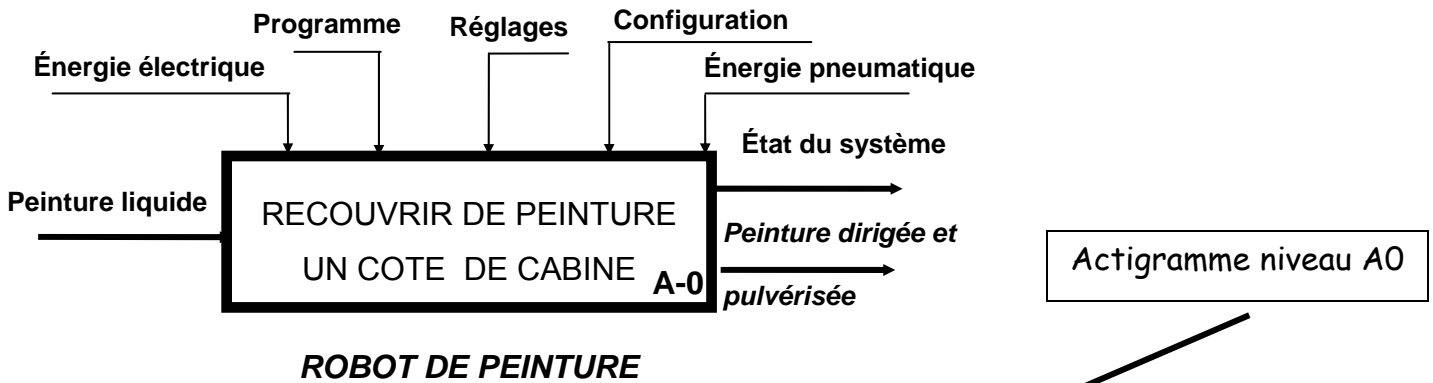 Programme
Réglages
Configuration
Énergie électrique
Énergie pneumatique
État du système
Peinture liquide
RECOUVRIR DE PEINTURE
UN COTE DE CABINE
A-0
Peinture dirigée et
pulvérisée
Actigramme niveau A0
ROBOT DE PEINTURE